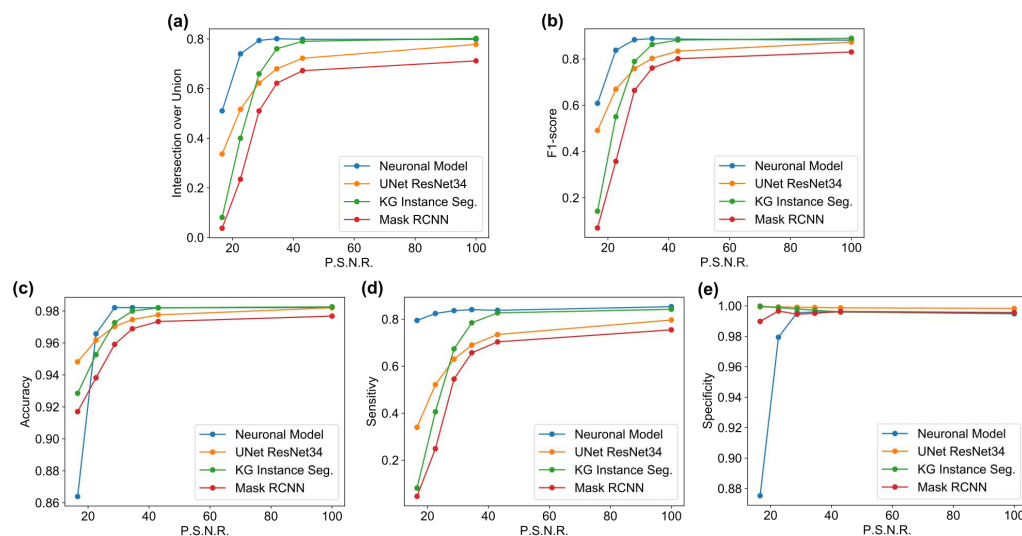 (a)
Intersection over Union
0.8
0.6
0.4
0.2
0.0
20 40 60 80 100
P.S.N.R.
Neuronal Model
UNet ResNet34
KG Instance Seg.
Mask RCNN
(b)
F1-score
0.8
0.6
0.4
0.2
20 40 60 80 100
P.S.N.R.
Neuronal Model
UNet ResNet34
KG Instance Seg.
Mask RCNN
(c)
Accuracy
0.98
0.96
0.94
0.92
0.90
0.88
0.86
20 40 60 80 100
P.S.N.R.
Neuronal Model
UNet ResNet34
KG Instance Seg.
Mask RCNN
(d)
Sensitivy
0.8
0.6
0.4
0.2
20 40 60 80 100
P.S.N.R.
Neuronal Model
UNet ResNet34
KG Instance Seg.
Mask RCNN
(e)
Specificity
1.00
0.98
0.96
0.94
0.92
0.90
0.88
20 40 60 80 100
P.S.N.R.
Neuronal Model
UNet ResNet34
KG Instance Seg.
Mask RCNN